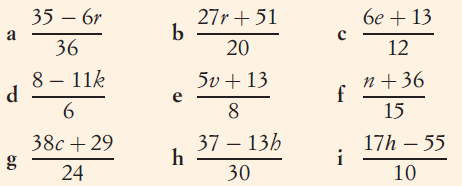 a (35 − 6r)/36 b (27r + 51)/20 c (6e + 13)/12
d (8 − 11k)/6 e (5v + 13)/8 f (n + 36)/15
g (38c + 29)/24 h (37 − 13h)/30 i (17h − 55)/10